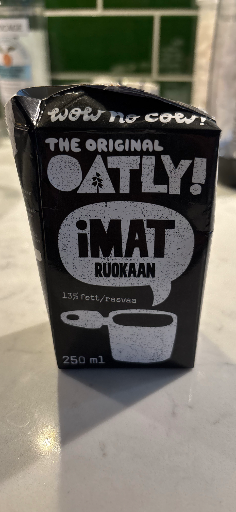 wow no cow!
THE ORIGINAL
OATLY!
iMAT
RUOKAAN
13% fett/rasvaa
250 ml